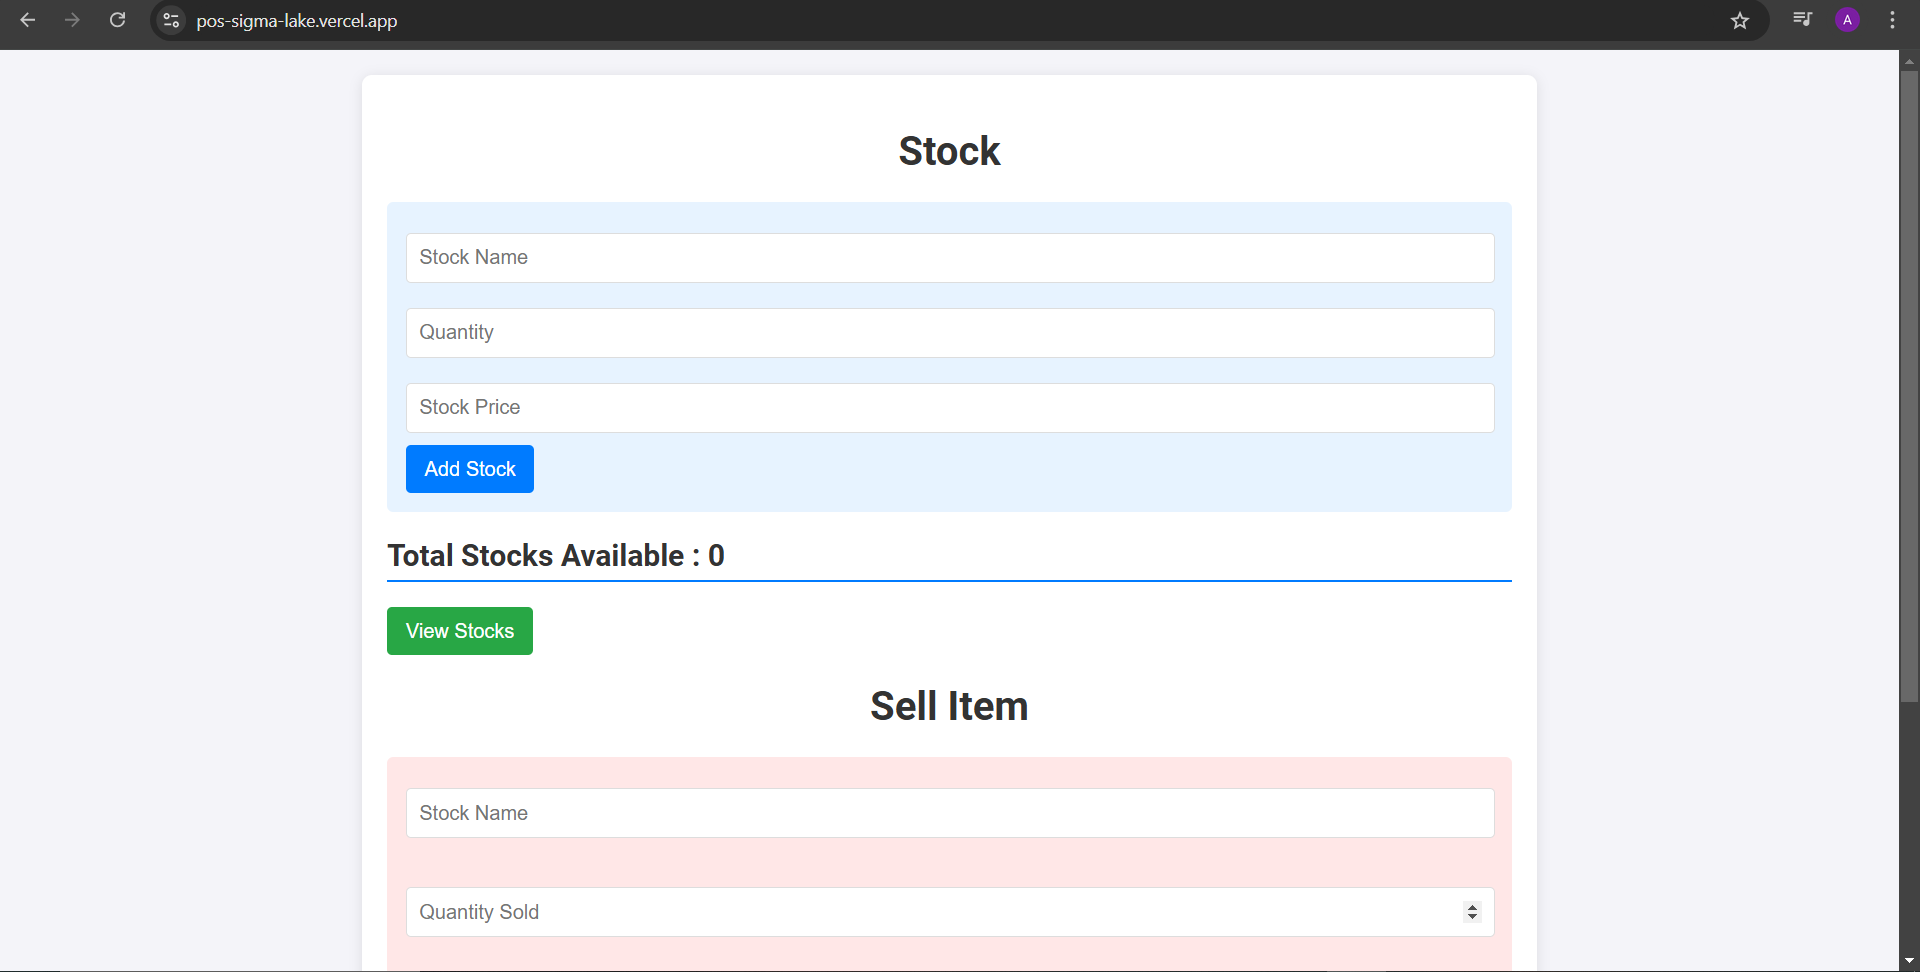 pos-sigma-lake.vercel.app
A
Stock
Stock Name
Quantity
Stock Price
Add Stock
Total Stocks Available : 0
View Stocks
Sell Item
Stock Name
Quantity Sold